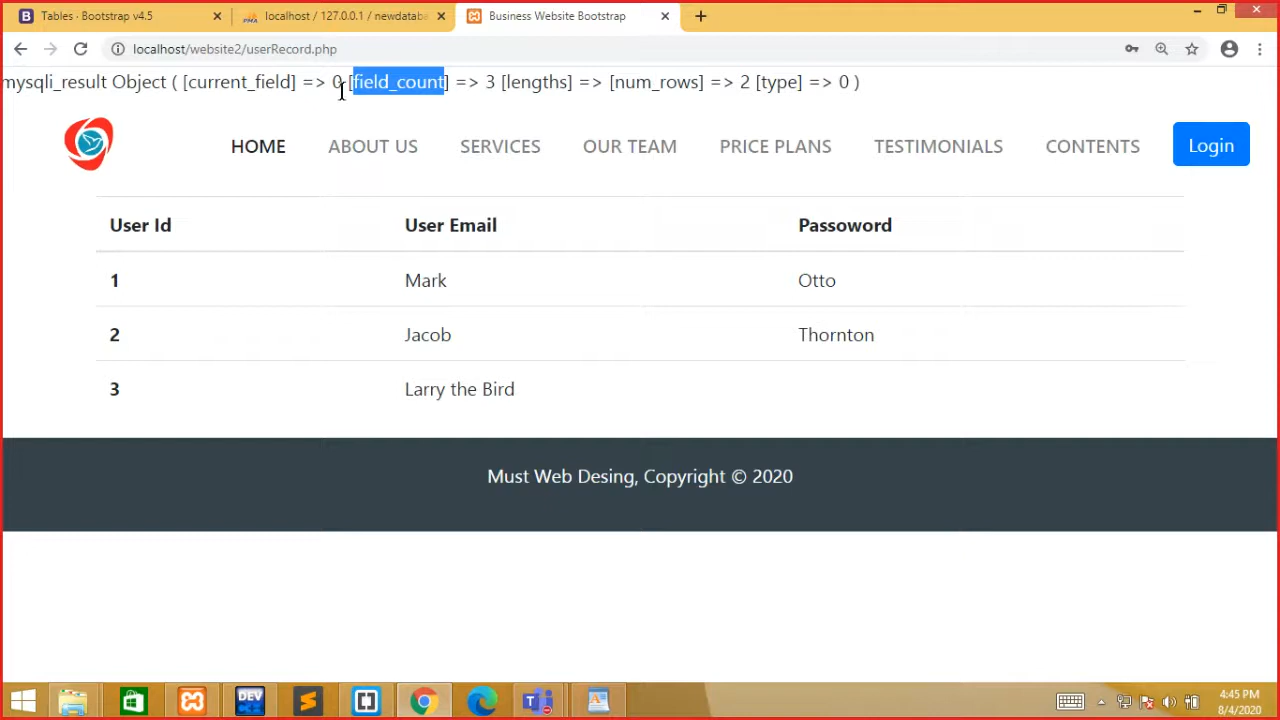 Tables · Bootstrap v4.5
localhost / 127.0.0.1 / newdataba
Business Website Bootstrap
localhost/website2/userRecord.php
mysqli_result Object ( [current_field] => 0 [field_count] => 3 [lengths] => [num_rows] => 2 [type] => 0 )
HOME ABOUT US SERVICES OUR TEAM PRICE PLANS TESTIMONIALS CONTENTS Login
User Id User Email Passoword
1 Mark Otto
2 Jacob Thornton
3 Larry the Bird
Must Web Desing, Copyright © 2020
4:45 PM
8/4/2020